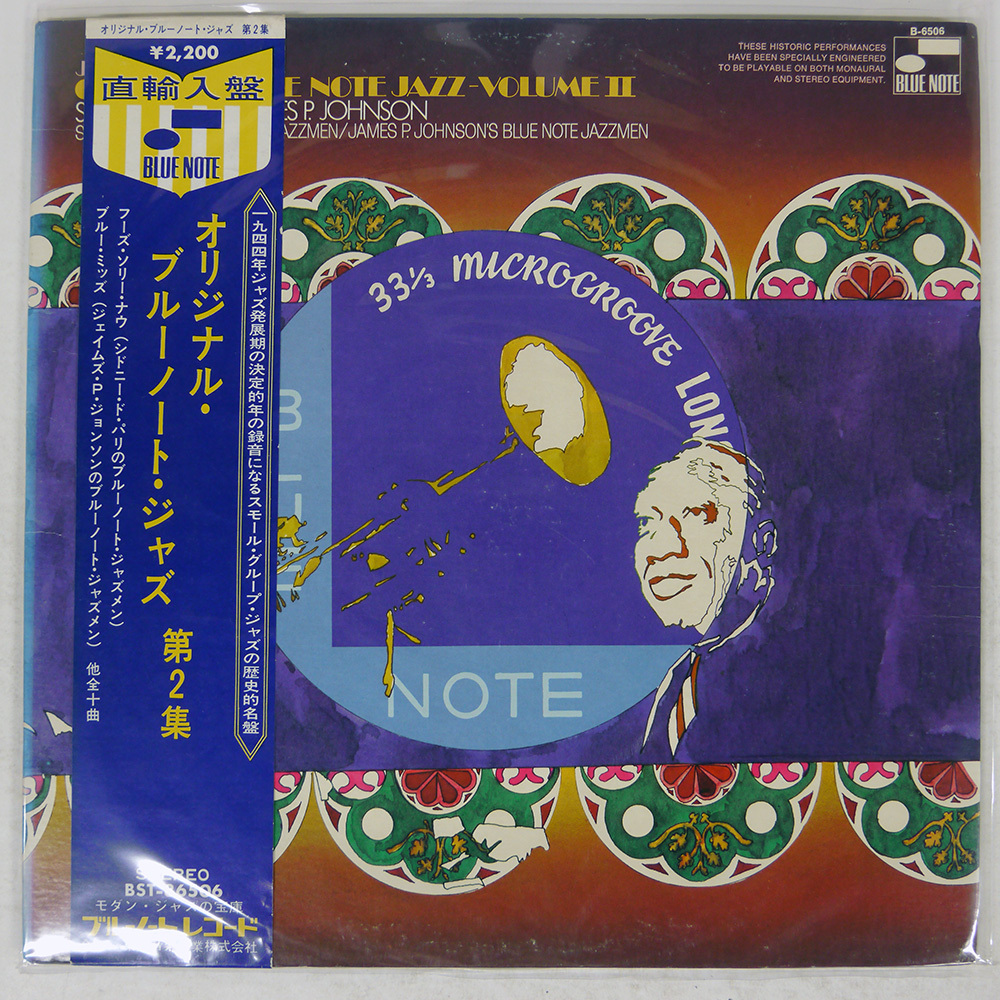 オリジナル・ブルーノート・ジャズ 第2集
¥2,200
直輸入盤
BLUE NOTE
オリジナル・
ブルーノート・ジャズ 第2集
一九四四年ジャズ発展期の決定的年の録音になるスモール・グループ・ジャズの歴史的名盤
フーズ・ソリー・ナウ(シドニー・ド・パリのブルーノート・ジャズメン)
ブルー・ミッズ(ジェイムズ・P・ジョンソンのブルーノート・ジャズメン) 他全十曲
STEREO
BST-B6506
モダン・ジャズの宝庫
ブルーノートレコード
業株式会社
B-6506
THESE HISTORIC PERFORMANCES
HAVE BEEN SPECIALLY ENGINEERED
TO BE PLAYABLE ON BOTH MONAURAL
AND STEREO EQUIPMENT.
BLUE NOTE
E NOTE JAZZ-VOLUME II
ES P. JOHNSON
AZZMEN/JAMES P. JOHNSON'S BLUE NOTE JAZZMEN
33⅓ MICROGROOVE LON
NOTE